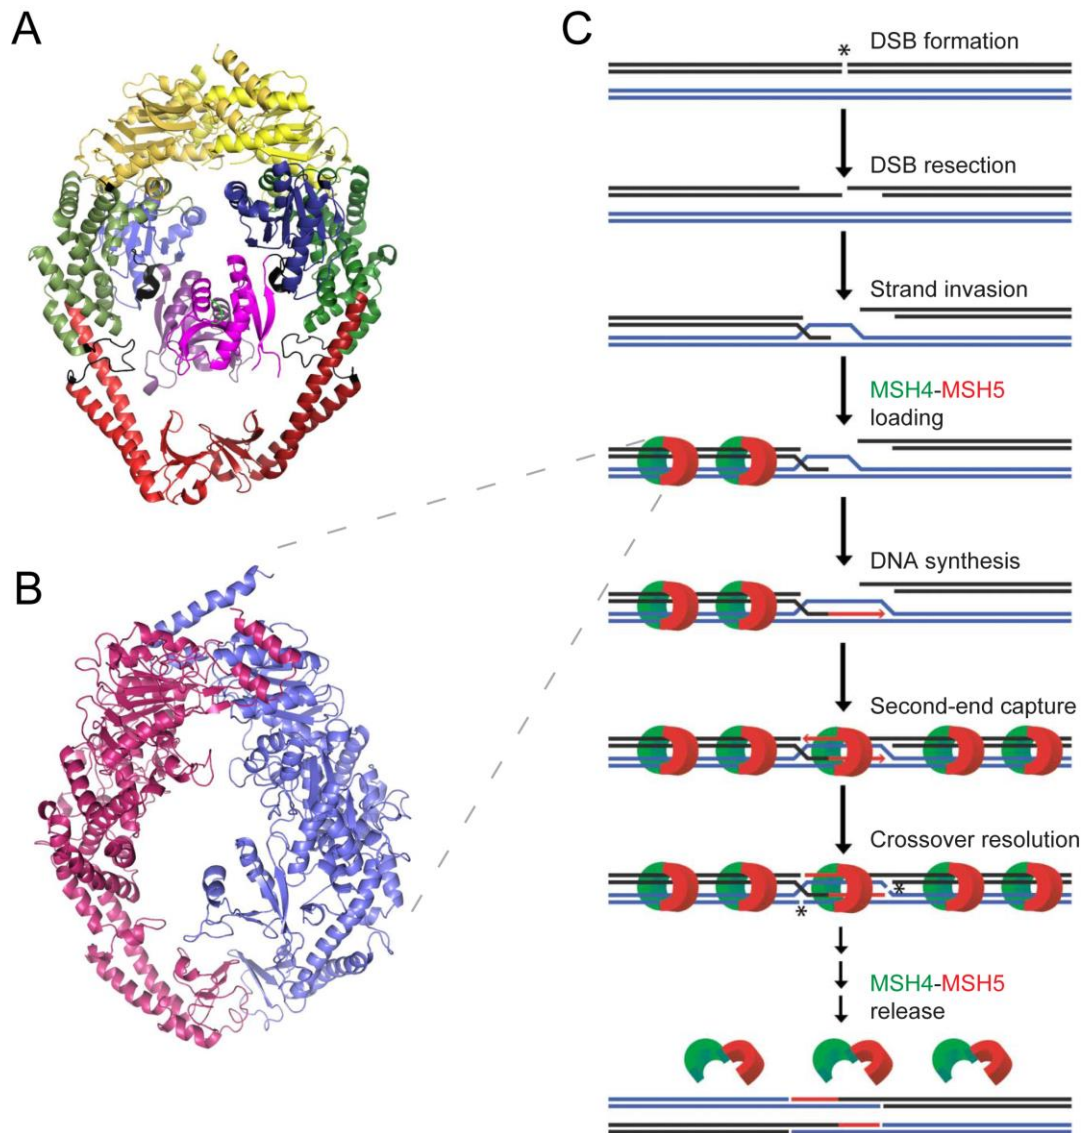 A
B
C
*
DSB formation
DSB resection
Strand invasion
MSH4-MSH5
loading
DNA synthesis
Second-end capture
Crossover resolution
*
*
MSH4-MSH5
release